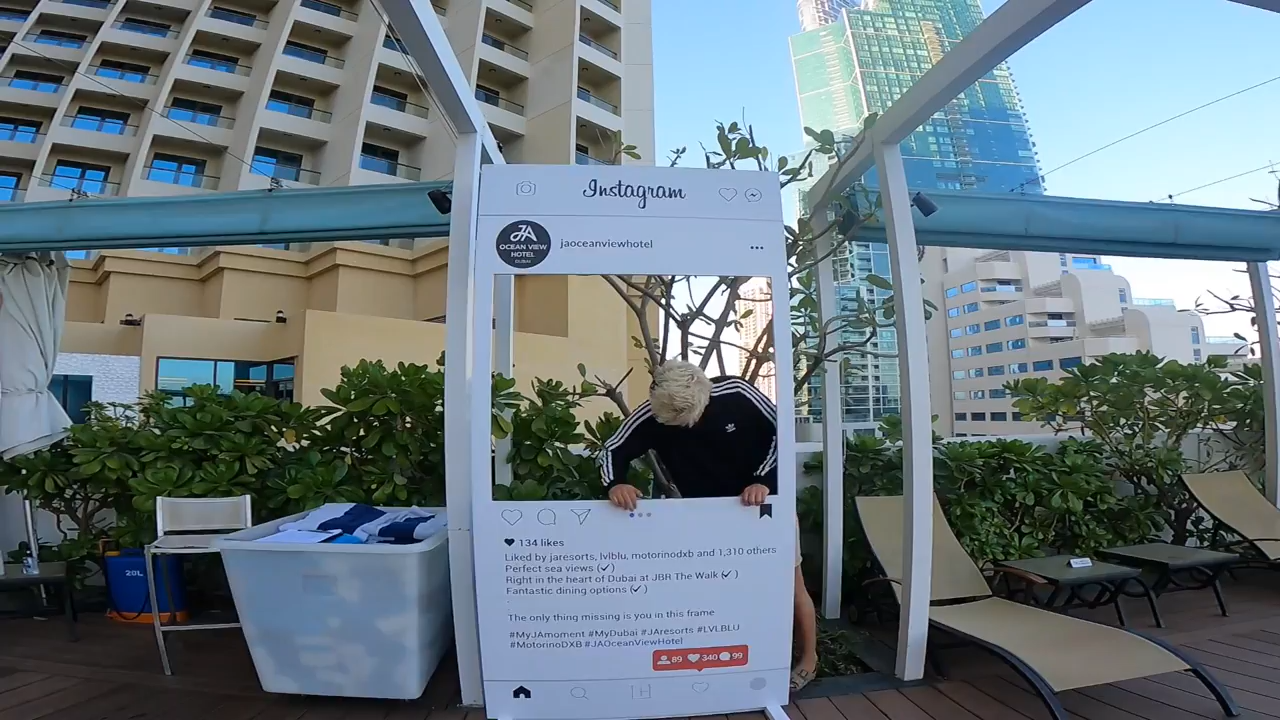 Instagram
JA
OCEAN VIEW
HOTEL
DUBAI
jaoceanviewhotel
134 likes
Liked by jaresorts, lvlblu, motorinodxb and 1,310 others
Perfect sea views (✓)
Right in the heart of Dubai at JBR The Walk (✓)
Fantastic dining options (✓)
The only thing missing is you in this frame
#MyJAmoment #MyDubai #JAresorts #LVLBLU
#MotorinoDXB #JAOceanViewHotel
89 340 99
20L
adidas